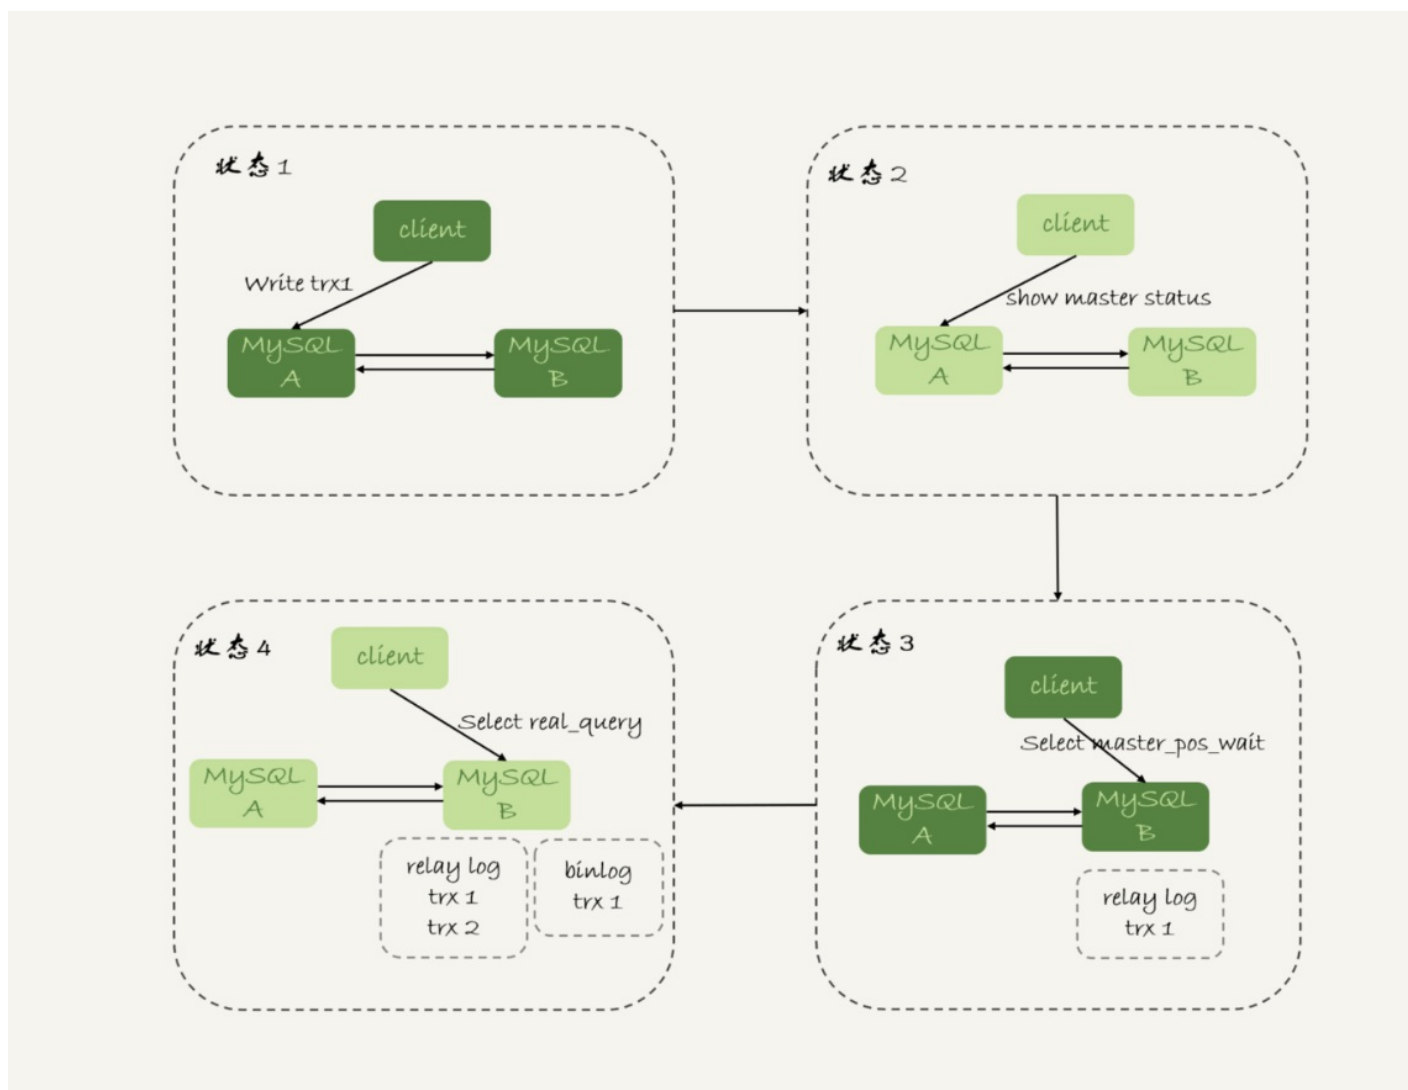 状态1
client
Write trx1
MySQL
A
MySQL
B
状态2
client
show master status
MySQL
A
MySQL
B
状态3
client
Select master_pos_wait
MySQL
A
MySQL
B
relay log
trx 1
状态4
client
Select real_query
MySQL
A
MySQL
B
relay log
trx 1
trx 2
binlog
trx 1